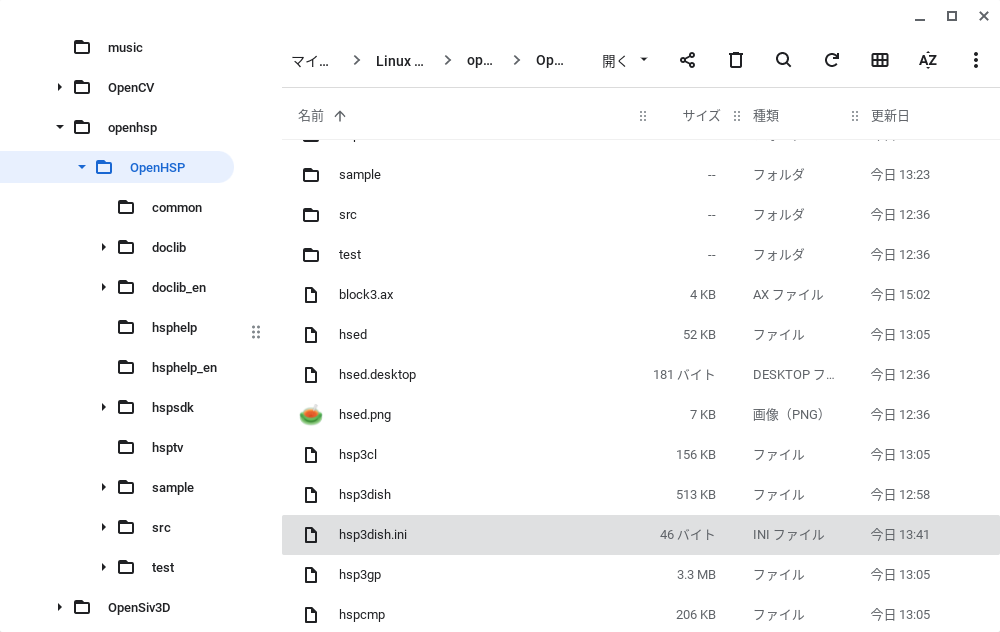 music
OpenCV
openhsp
OpenHSP
common
doclib
doclib_en
hsphelp
hsphelp_en
hspsdk
hsptv
sample
src
test
OpenSiv3D
マイ... Linux ... op... Op... 開く AZ
名前 サイズ 種類 更新日
sample -- フォルダ 今日 13:23
src -- フォルダ 今日 12:36
test -- フォルダ 今日 12:36
block3.ax 4 KB AX ファイル 今日 15:02
hsed 52 KB ファイル 今日 13:05
hsed.desktop 181 バイト DESKTOP フ... 今日 12:36
hsed.png 7 KB 画像（PNG） 今日 12:36
hsp3cl 156 KB ファイル 今日 13:05
hsp3dish 513 KB ファイル 今日 12:58
hsp3dish.ini 46 バイト INI ファイル 今日 13:41
hsp3gp 3.3 MB ファイル 今日 13:05
hspcmp 206 KB ファイル 今日 13:05